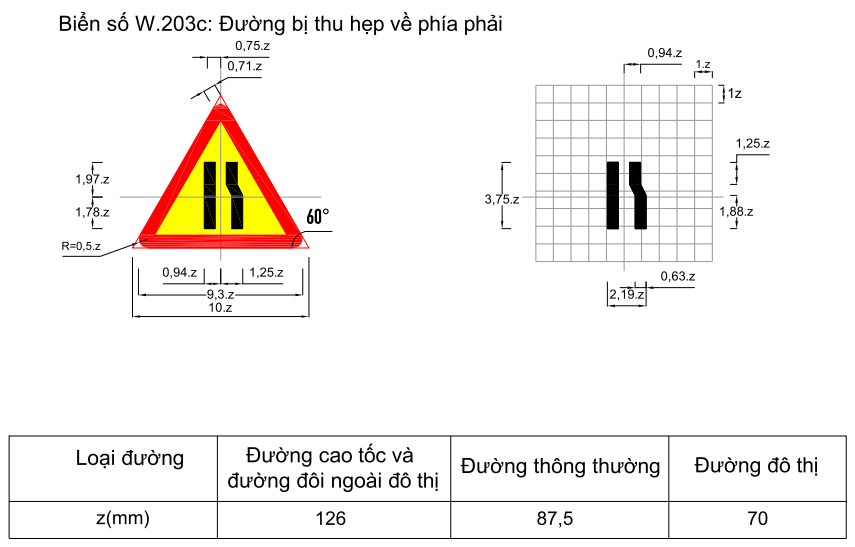 Biển số W.203c: Đường bị thu hẹp về phía phải
0,75.z
0,71.z
1,97.z
1,78.z
60°
R=0,5.z
0,94.z
1,25.z
9,3.z
10.z
0,94.z
1.z
1z
1,25.z
3,75.z
1,88.z
0,63.z
2,19.z
Loại đường
Đường cao tốc và
đường đôi ngoài đô thị
Đường thông thường
Đường đô thị
z(mm)
126
87,5
70